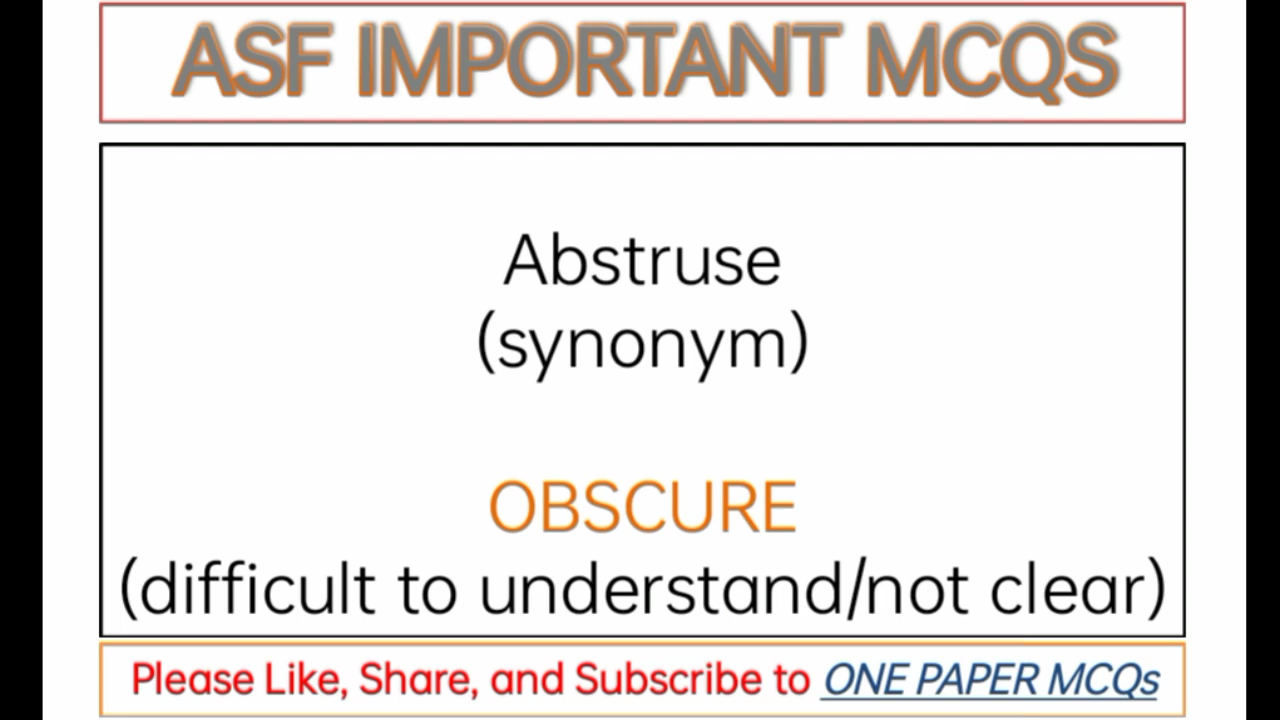 ASF IMPORTANT MCQS
Abstruse
(synonym)
OBSCURE
(difficult to understand/not clear)
Please Like, Share, and Subscribe to ONE PAPER MCQs